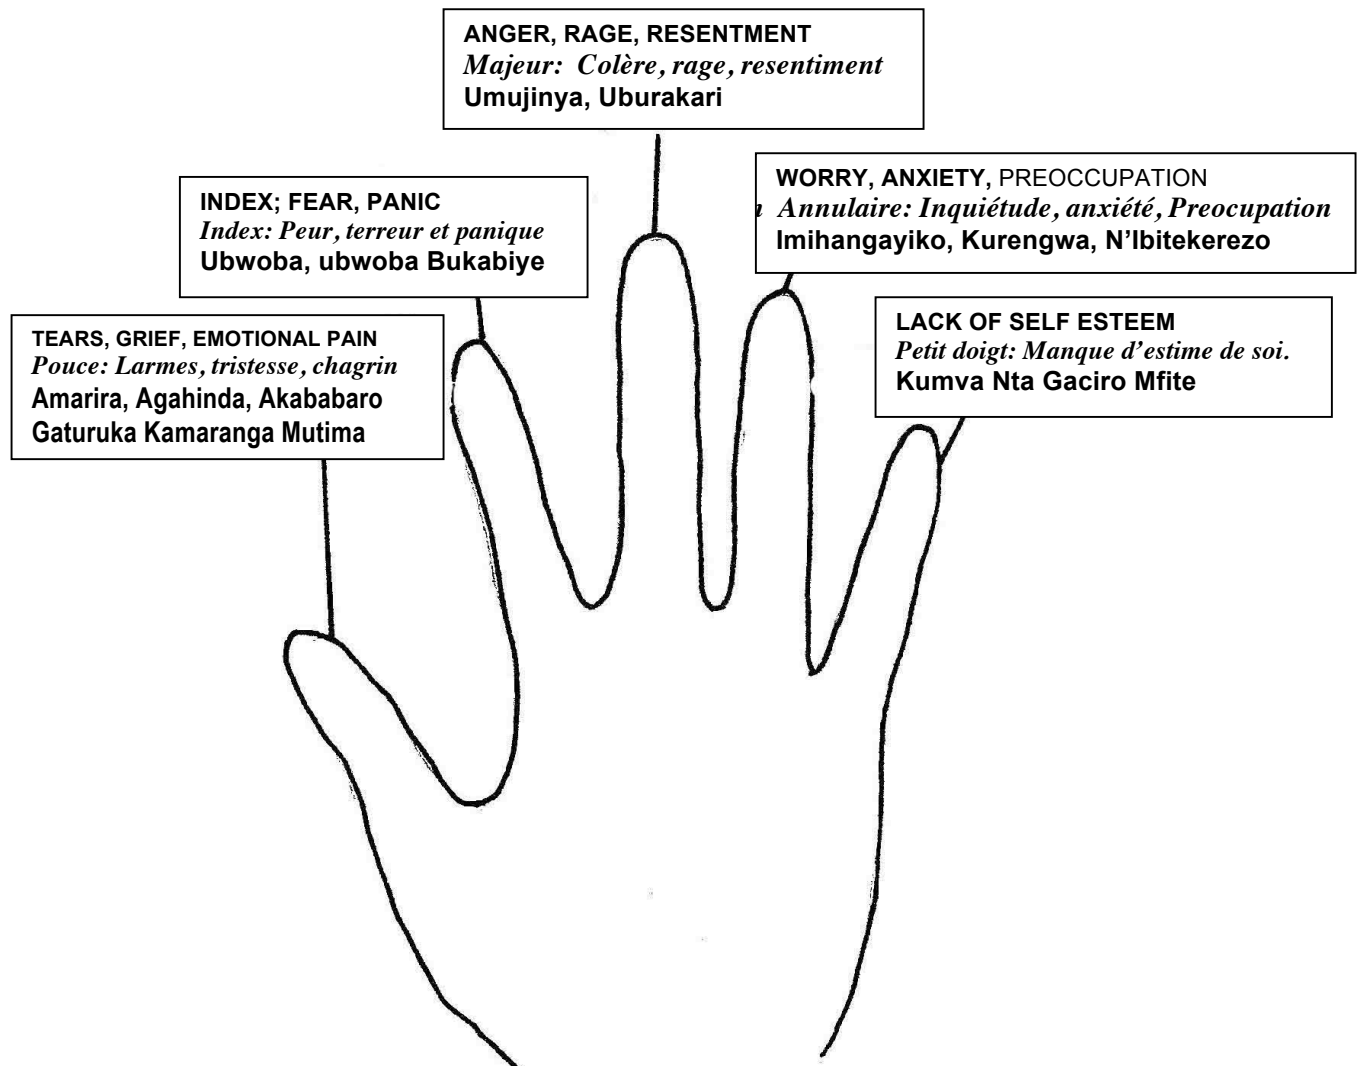 ANGER, RAGE, RESENTMENT
Majeur: Colère, rage, resentiment
Umujinya, Uburakari
WORRY, ANXIETY, PREOCCUPATION
Annulaire: Inquiétude, anxiété, Preocupation
Imihangayiko, Kurengwa, N’Ibitekerezo
INDEX; FEAR, PANIC
Index: Peur, terreur et panique
Ubwoba, ubwoba Bukabiye
LACK OF SELF ESTEEM
Petit doigt: Manque d’estime de soi.
Kumva Nta Gaciro Mfite
TEARS, GRIEF, EMOTIONAL PAIN
Pouce: Larmes, tristesse, chagrin
Amarira, Agahinda, Akababaro
Gaturuka Kamaranga Mutima